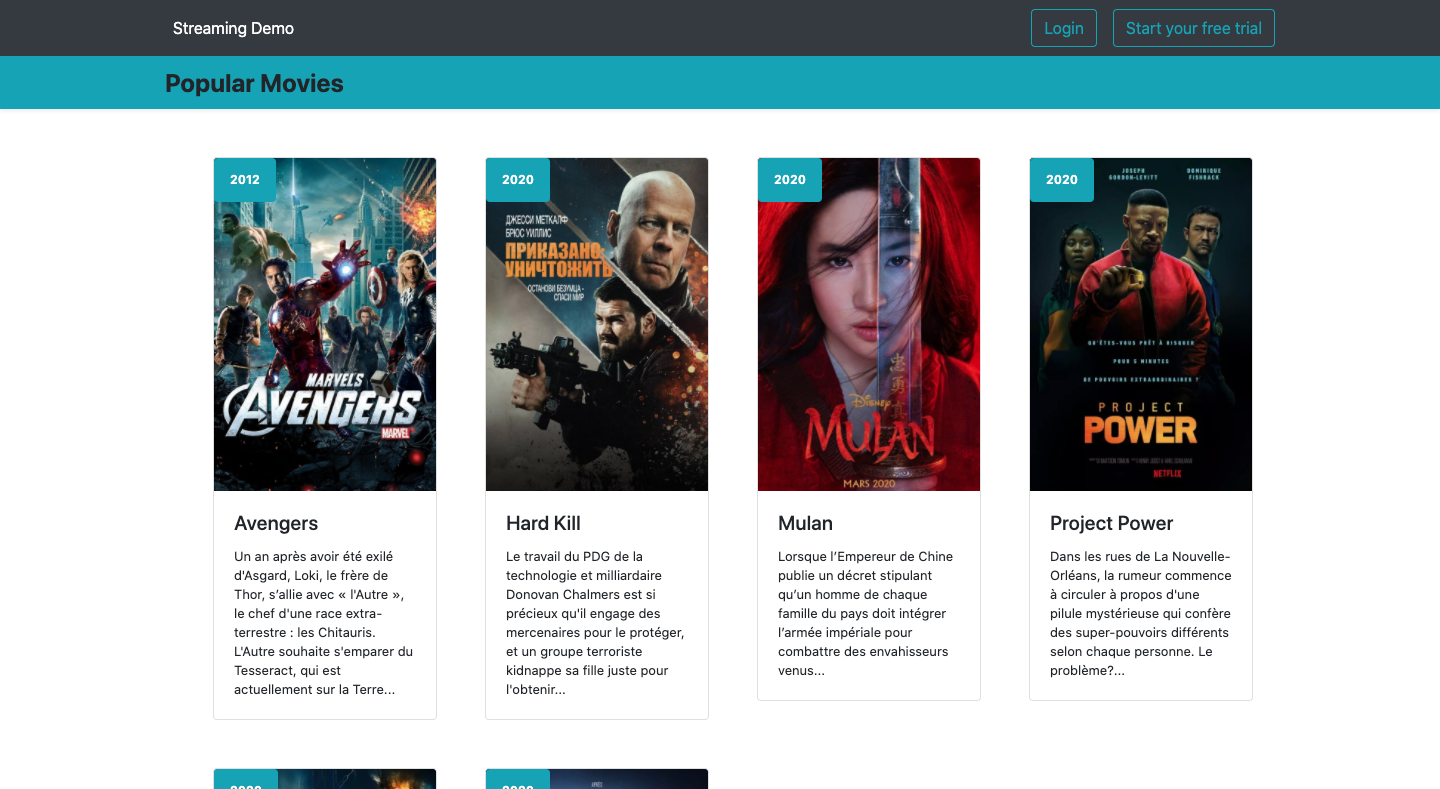 Streaming Demo
Login
Start your free trial
Popular Movies
2012
MARVEL'S
AVENGERS
MARVEL
Avengers
Un an après avoir été exilé
d'Asgard, Loki, le frère de
Thor, s’allie avec « l'Autre »,
le chef d'une race extra-
terrestre : les Chitauris.
L'Autre souhaite s'emparer du
Tesseract, qui est
actuellement sur la Terre...
2020
ДЖЕССИ МЕТКАЛФ
БРЮС УИЛЛИС
ПРИКАЗАНО:
УНИЧТОЖИТЬ
ОСТАНОВИ БЕЗУМЦА -
СПАСИ МИР
Hard Kill
Le travail du PDG de la
technologie et milliardaire
Donovan Chalmers est si
précieux qu'il engage des
mercenaires pour le protéger,
et un groupe terroriste
kidnappe sa fille juste pour
l'obtenir...
2020
忠
勇
真
Disney
MULAN
MARS 2020
Mulan
Lorsque l’Empereur de Chine
publie un décret stipulant
qu’un homme de chaque
famille du pays doit intégrer
l’armée impériale pour
combattre des envahisseurs
venus...
2020
JOSEPH
GORDON-LEVITT
DOMINIQUE
FISHBACK
QU'ÊTES-VOUS PRÊT À RISQUER
POUR 5 MINUTES
DE POUVOIRS EXTRAORDINAIRES ?
PROJECT
POWER
NETFLIX
Project Power
Dans les rues de La Nouvelle-
Orléans, la rumeur commence
à circuler à propos d'une
pilule mystérieuse qui confère
des super-pouvoirs différents
selon chaque personne. Le
problème?...
2020
2020